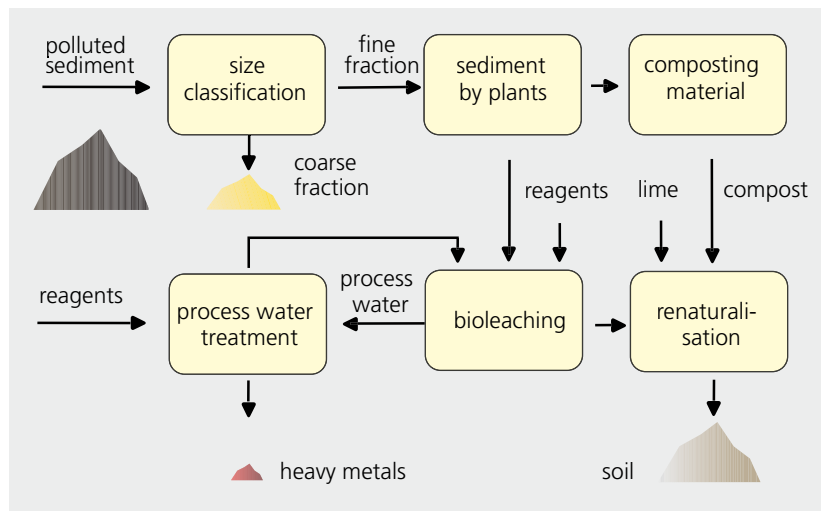 polluted
sediment
size
classification
fine
fraction
sediment
by plants
composting
material
coarse
fraction
reagents
lime
compost
reagents
process water
treatment
process
water
bioleaching
renaturali-
sation
heavy metals
soil